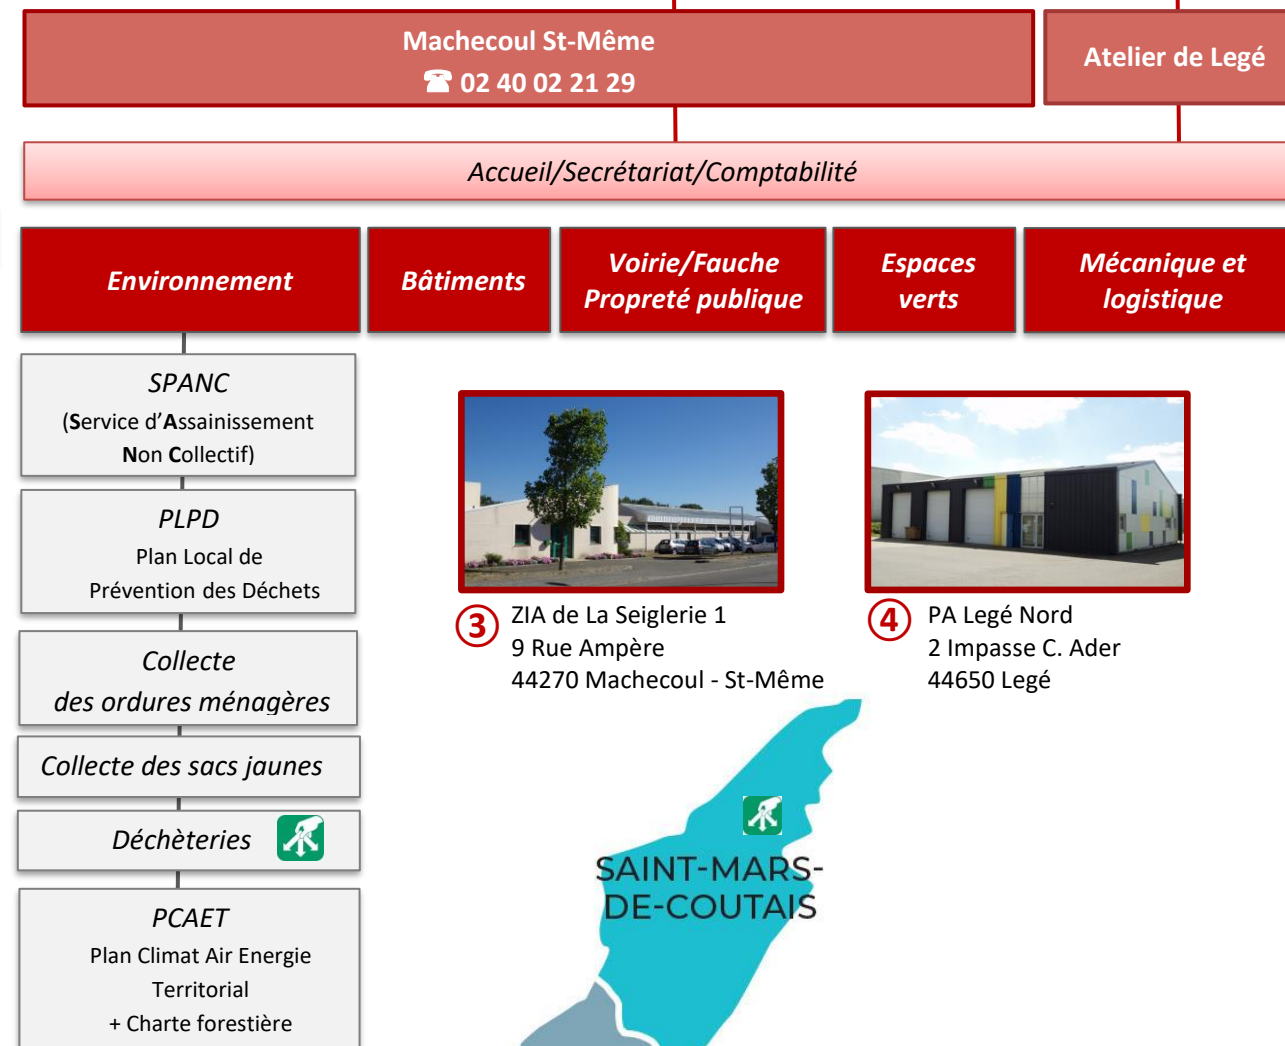 Machecoul St-Même
☎ 02 40 02 21 29
Atelier de Legé
Accueil/Secrétariat/Comptabilité
Environnement
Bâtiments
Voirie/Fauche
Propreté publique
Espaces
verts
Mécanique et
logistique
SPANC
(Service d'Assainissement
Non Collectif)
PLPD
Plan Local de
Prévention des Déchets
Collecte
des ordures ménagères
Collecte des sacs jaunes
Déchèteries
PCAET
Plan Climat Air Energie
Territorial
+ Charte forestière
③ ZIA de La Seiglerie 1
9 Rue Ampère
44270 Machecoul - St-Même
④ PA Legé Nord
2 Impasse C. Ader
44650 Legé
SAINT-MARS-
DE-COUTAIS